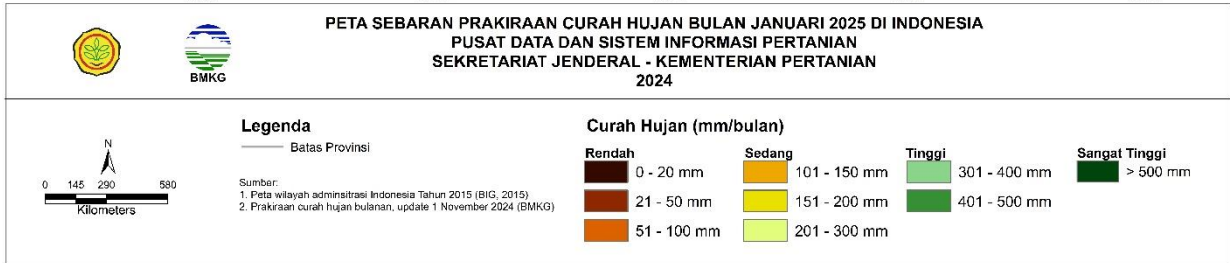 PETA SEBARAN PRAKIRAAN CURAH HUJAN BULAN JANUARI 2025 DI INDONESIA
PUSAT DATA DAN SISTEM INFORMASI PERTANIAN
SEKRETARIAT JENDERAL - KEMENTERIAN PERTANIAN
2024
BMKG
N
0 145 290 580
Kilometers
Legenda
Batas Provinsi
Sumber:
1. Peta wilayah adminsitrasi Indonesia Tahun 2015 (BIG, 2015)
2. Prakiraan curah hujan bulanan, update 1 November 2024 (BMKG)
Curah Hujan (mm/bulan)
Rendah
0 - 20 mm
21 - 50 mm
51 - 100 mm
Sedang
101 - 150 mm
151 - 200 mm
201 - 300 mm
Tinggi
301 - 400 mm
401 - 500 mm
Sangat Tinggi
> 500 mm